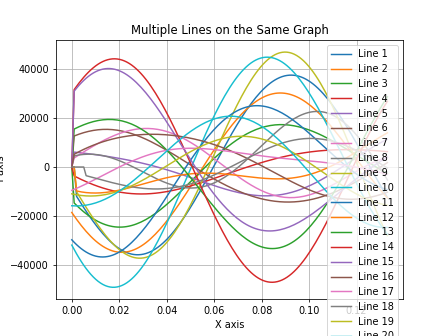 Multiple Lines on the Same Graph
40000
20000
0
−20000
−40000
0.00
0.02
0.04
0.06
0.08
0.10
X axis
axis
Line 1
Line 2
Line 3
Line 4
Line 5
Line 6
Line 7
Line 8
Line 9
Line 10
Line 11
Line 12
Line 13
Line 14
Line 15
Line 16
Line 17
Line 18
Line 19
Line 20